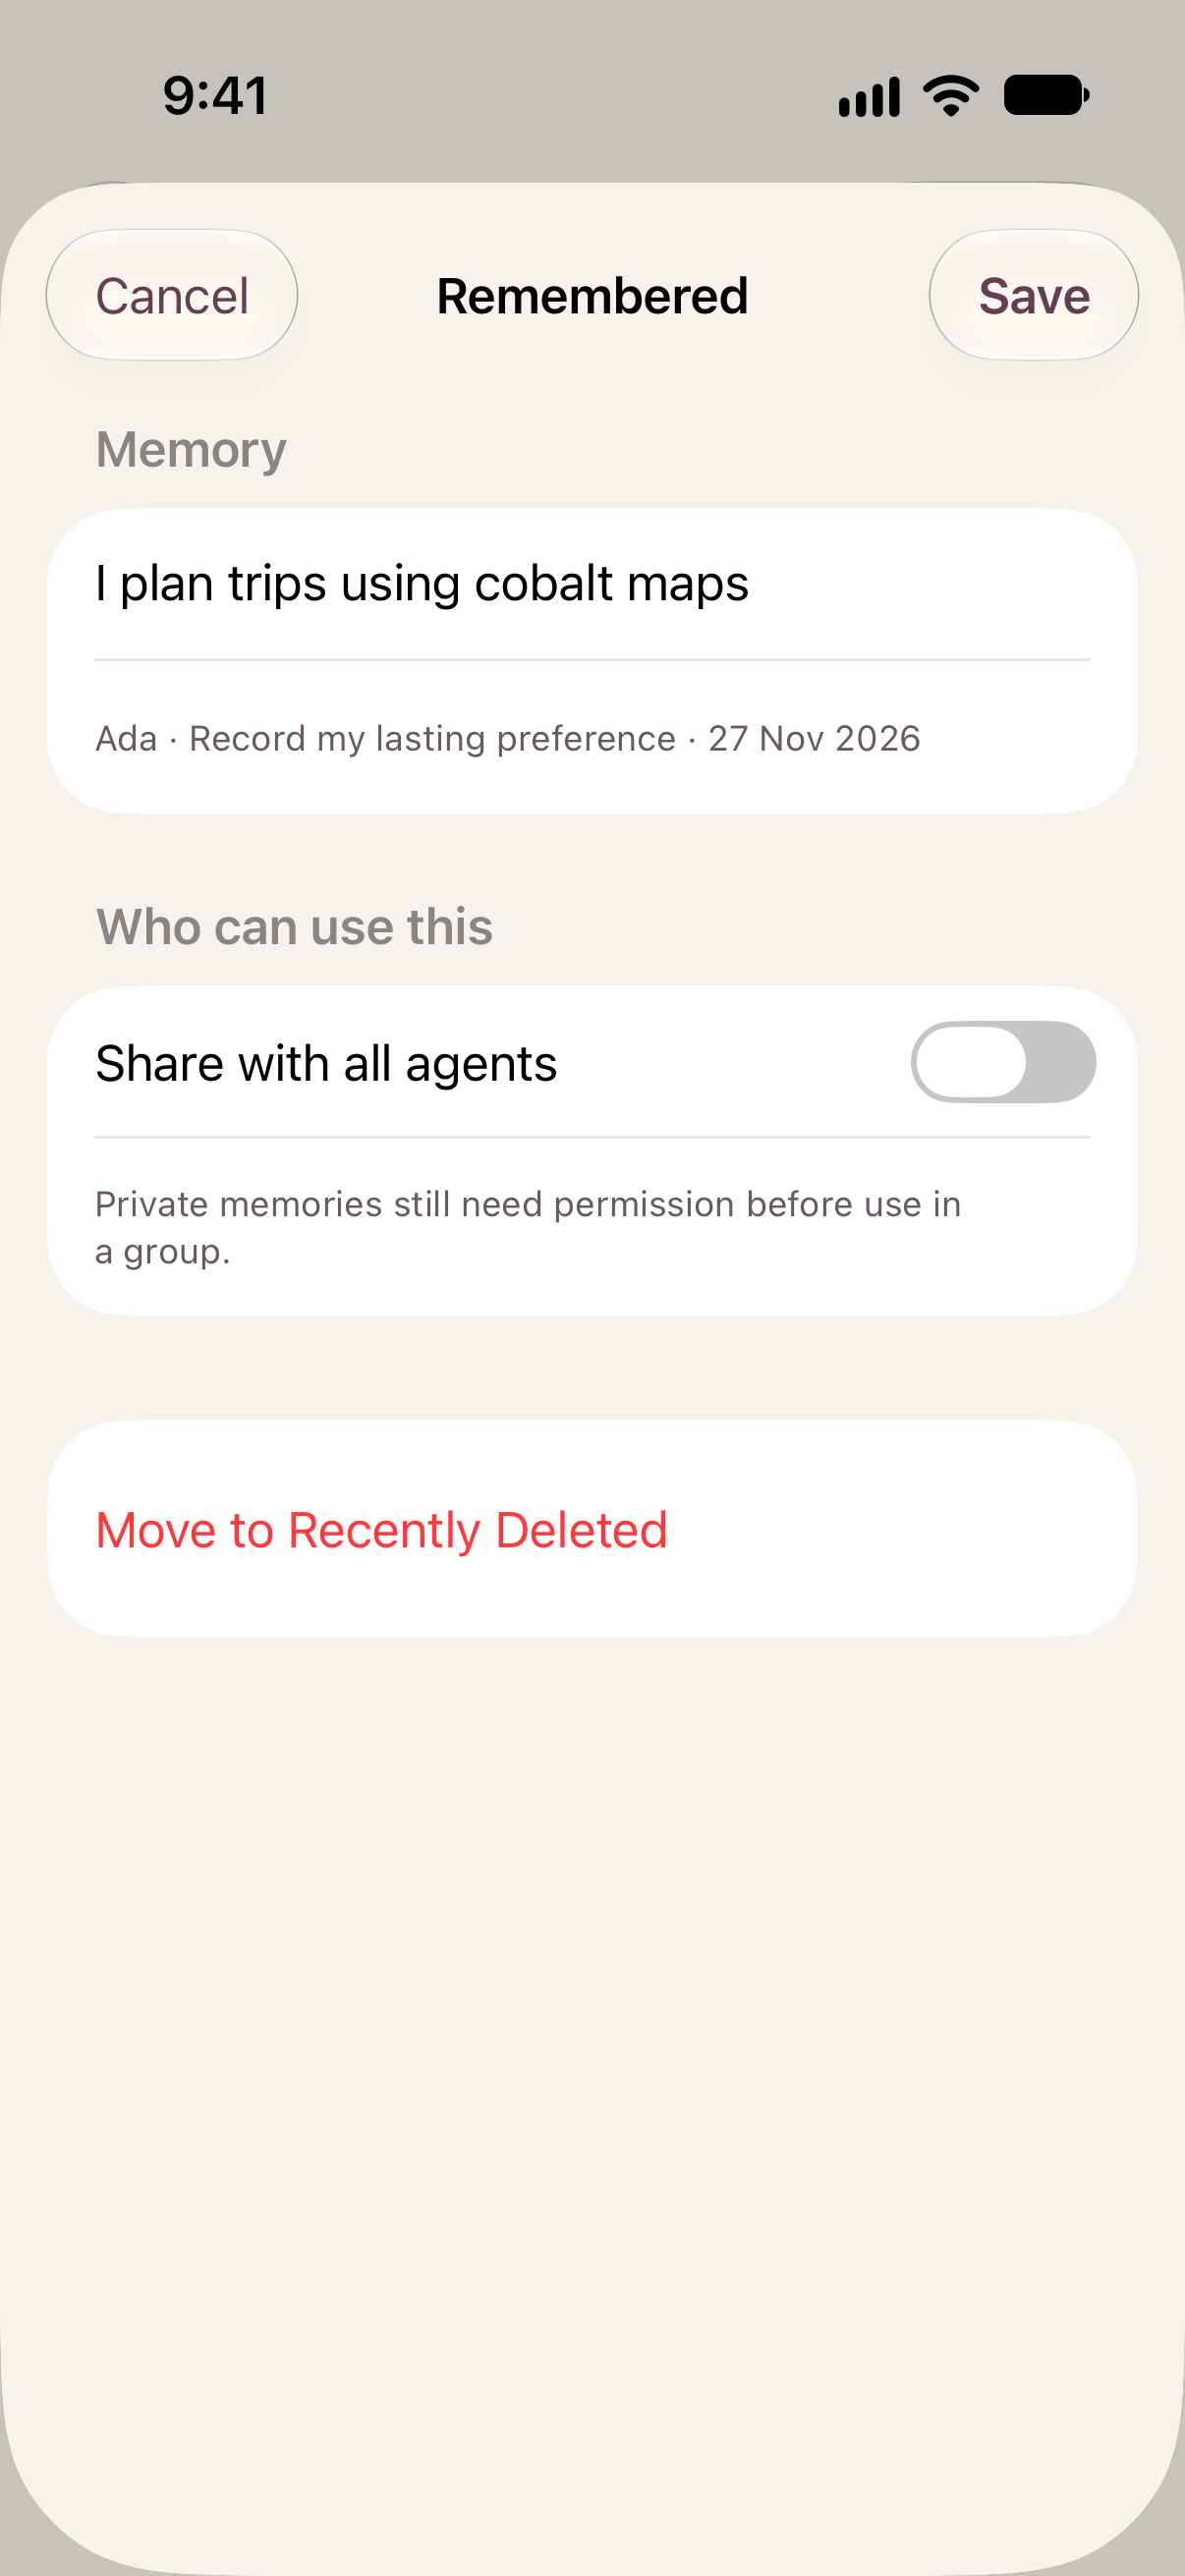 9:41
Cancel
Remembered
Save
Memory
I plan trips using cobalt maps
Ada · Record my lasting preference · 27 Nov 2026
Who can use this
Share with all agents
Private memories still need permission before use in
a group.
Move to Recently Deleted